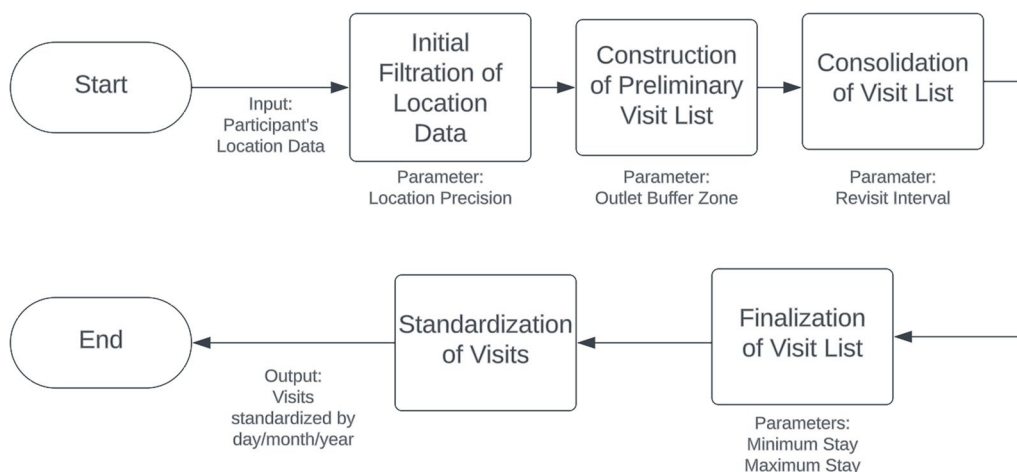 Start
Input:
Participant's
Location Data
Initial
Filtration of
Location
Data
Parameter:
Location Precision
Construction
of Preliminary
Visit List
Parameter:
Outlet Buffer Zone
Consolidation
of Visit List
Paramater:
Revisit Interval
Finalization
of Visit List
Parameters:
Minimum Stay
Maximum Stay
Standardization
of Visits
Output:
Visits
standardized by
day/month/year
End